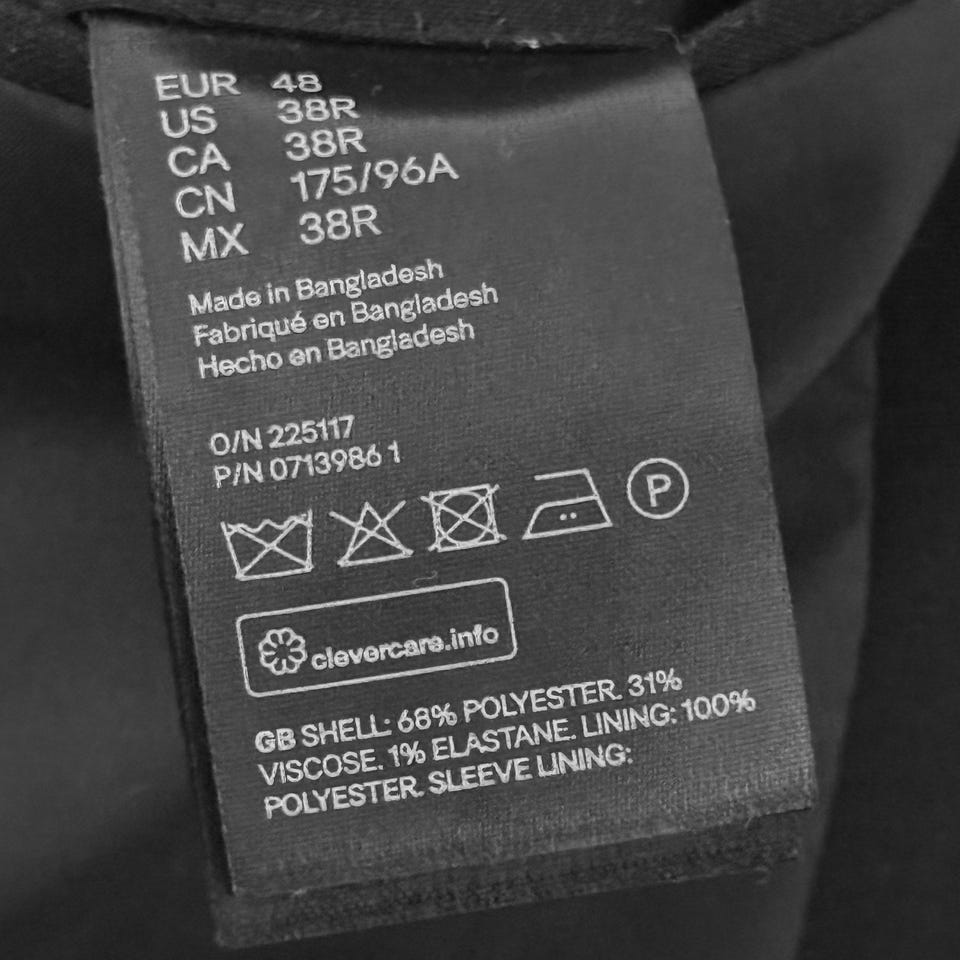 EUR 48
US 38R
CA 38R
CN 175/96A
MX 38R
Made in Bangladesh
Fabriqué en Bangladesh
Hecho en Bangladesh
O/N 225117
P/N 0713986 1
P
clevercare.info
GB SHELL: 68% POLYESTER. 31%
VISCOSE. 1% ELASTANE. LINING: 100%
POLYESTER. SLEEVE LINING: